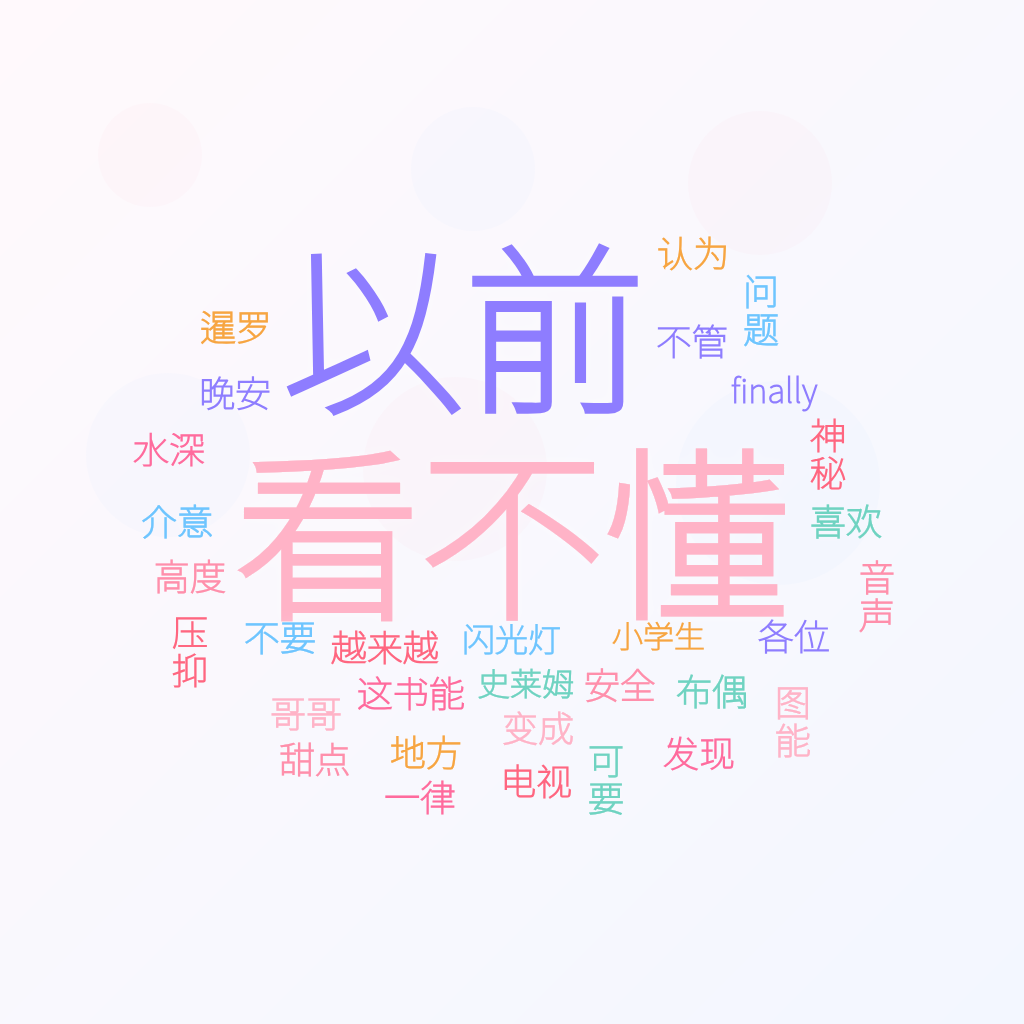 认为
以前
问题
暹罗
不管
晚安
finally
水深
神秘
看不懂
介意
喜欢
高度
音声
压抑
不要
越来越
闪光灯
小学生
各位
这书能
史莱姆
安全
布偶
图能
哥哥
变成
甜点
地方
发现
可要
电视
一律